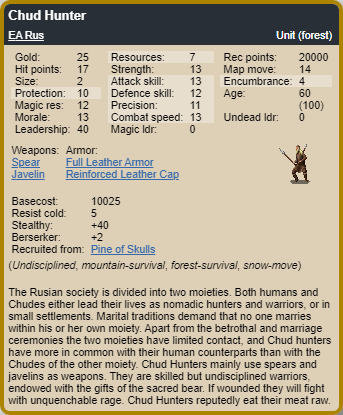 Chud Hunter
EA Rus Unit (forest)
Gold: 25 Resources: 7 Rec points: 20000
Hit points: 17 Strength: 13 Map move: 14
Size: 2 Attack skill: 13 Encumbrance: 4
Protection: 10 Defence skill: 12 Age: 60
Magic res: 12 Precision: 11 (100)
Morale: 13 Combat speed: 13 Undead ldr: 0
Leadership: 40 Magic ldr: 0
Weapons: Armor:
Spear Full Leather Armor
Javelin Reinforced Leather Cap
Basecost: 10025
Resist cold: 5
Stealthy: +40
Berserker: +2
Recruited from: Pine of Skulls
(Undisciplined, mountain-survival, forest-survival, snow-move)
The Rusian society is divided into two moieties. Both humans and
Chudes either lead their lives as nomadic hunters and warriors, or in
small settlements. Marital traditions demand that no one marries
within his or her own moiety. Apart from the betrothal and marriage
ceremonies the two moieties have limited contact, and Chud hunters
have more in common with their human counterparts than with the
Chudes of the other moiety. Chud Hunters mainly use spears and
javelins as weapons. They are skilled but undisciplined warriors,
endowed with the gifts of the sacred bear. If wounded they will fight
with unquenchable rage. Chud Hunters reputedly eat their meat raw.